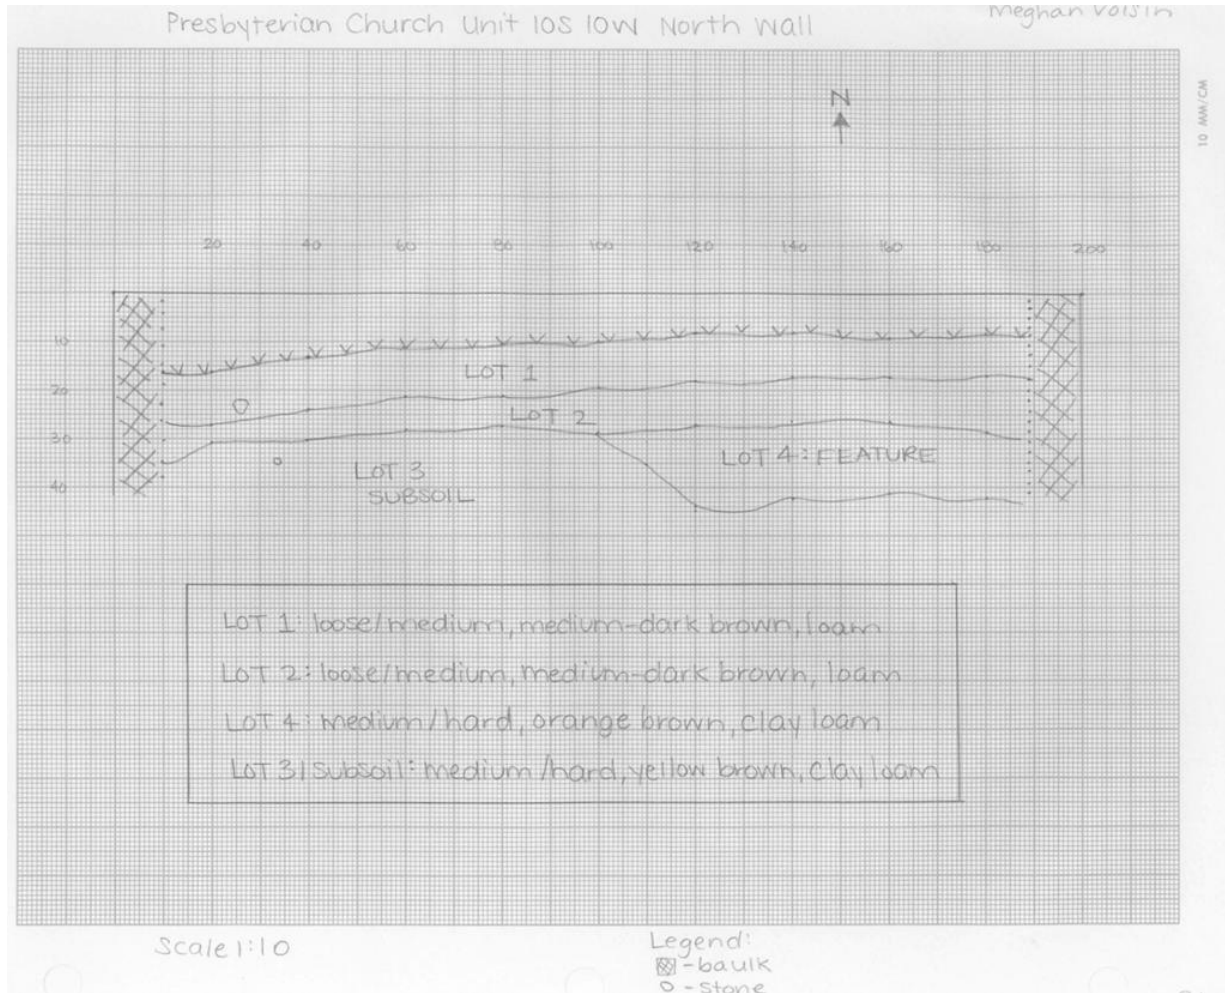 Presbyterian Church Unit 10S 10W North Wall
Meghan Voisin
10 MM/CM
N
20 40 60 80 100 120 140 160 180 200
10
LOT 1
20
LOT 2
30
LOT 4: FEATURE
LOT 3
SUBSOIL
40
LOT 1: loose/medium, medium-dark brown, loam
LOT 2: loose/medium, medium-dark brown, loam
LOT 4: medium/hard, orange brown, clay loam
LOT 3/Subsoil: medium/hard, yellow brown, clay loam
Scale 1:10
Legend:
- baulk
- stone